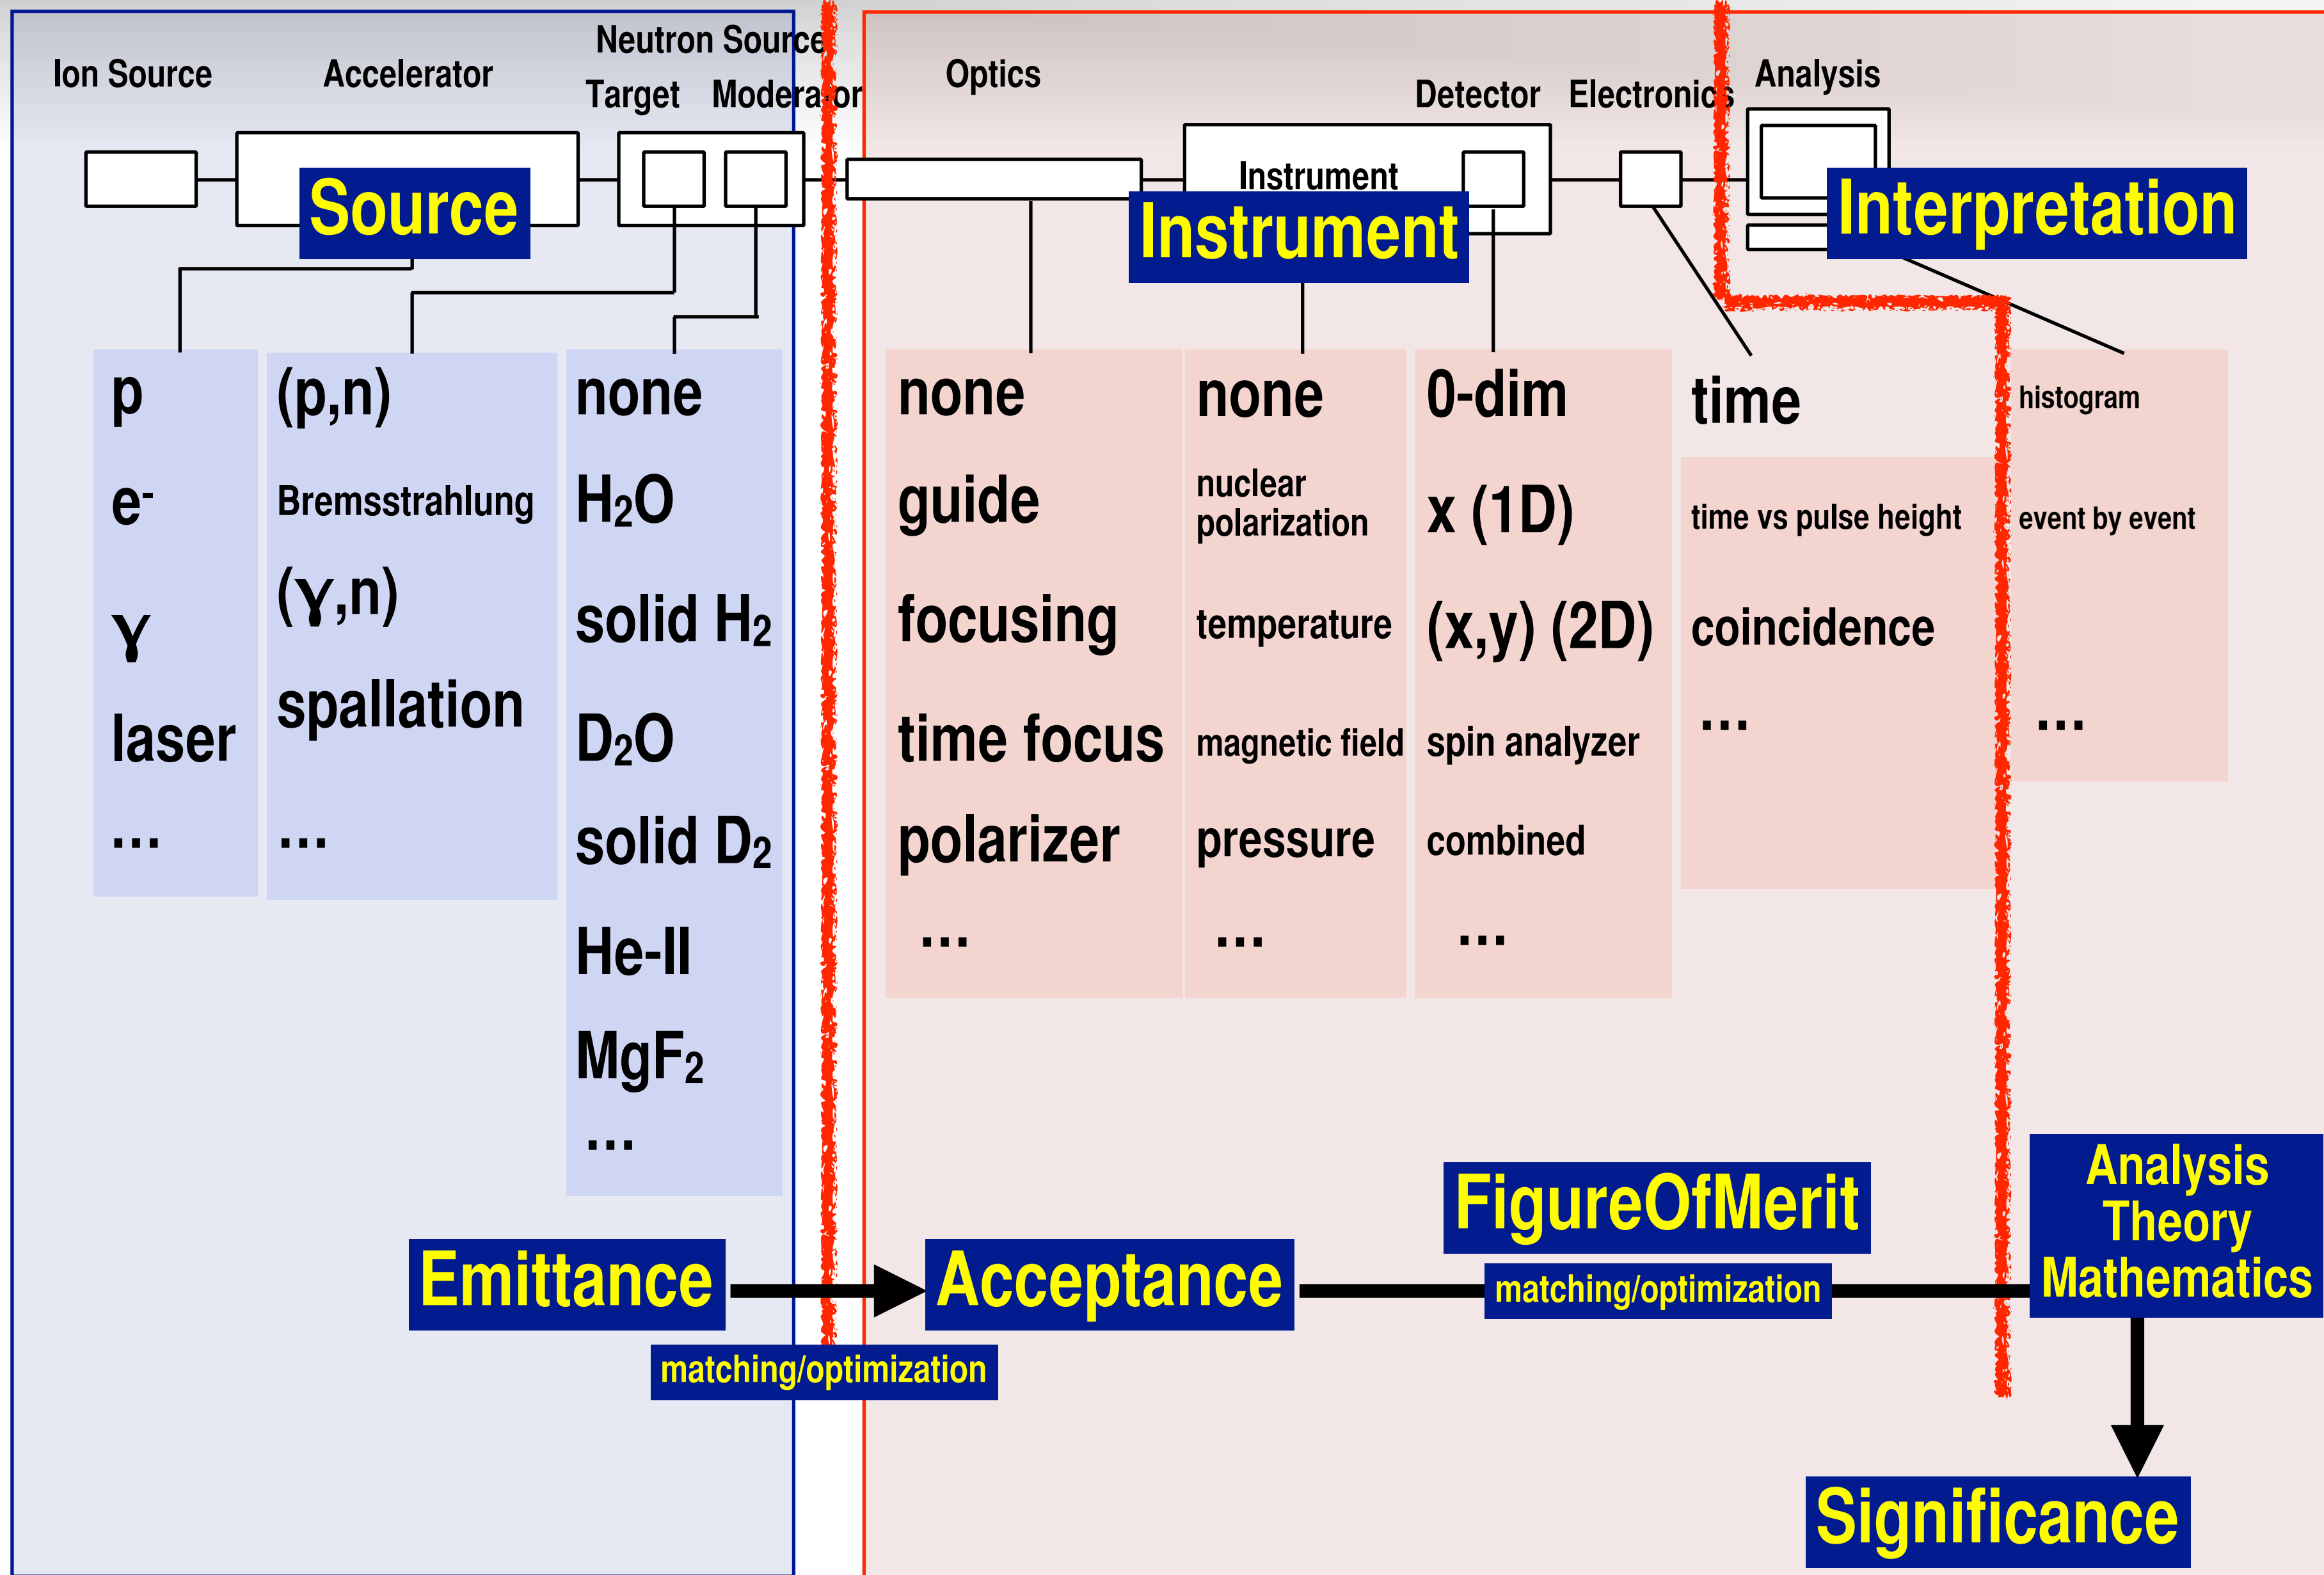 Neutron Source
Ion Source
Accelerator
Target
Moderator
Optics
Detector
Electronics
Analysis
Instrument
Source
Instrument
Interpretation
p
e-
γ
laser
...
(p,n)
Bremsstrahlung
(γ,n)
spallation
...
none
H2O
solid H2
D2O
solid D2
He-II
MgF2
...
none
guide
focusing
time focus
polarizer
...
none
nuclear
polarization
temperature
magnetic field
pressure
...
0-dim
x (1D)
(x,y) (2D)
spin analyzer
combined
...
time
time vs pulse height
coincidence
...
histogram
event by event
...
Emittance
matching/optimization
Acceptance
FigureOfMerit
matching/optimization
Analysis
Theory
Mathematics
Significance